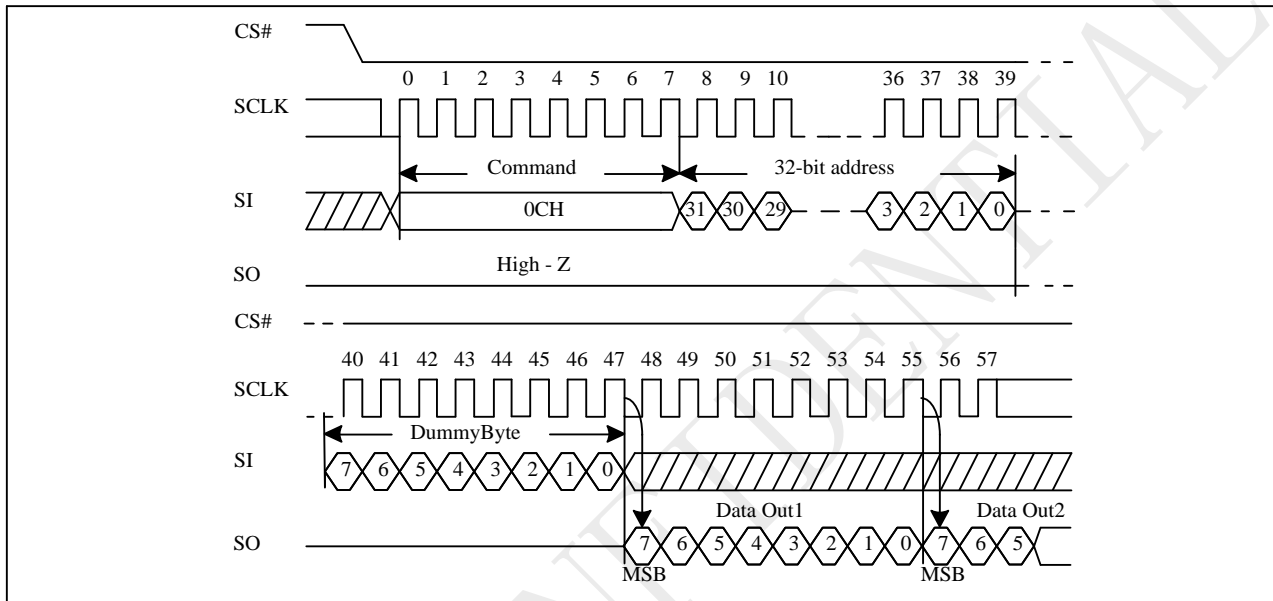 CS#
0 1 2 3 4 5 6 7 8 9 10 36 37 38 39
SCLK
Command 32-bit address
SI 0CH 31 30 29 3 2 1 0
High - Z
SO
CS#
40 41 42 43 44 45 46 47 48 49 50 51 52 53 54 55 56 57
SCLK
DummyByte
SI 7 6 5 4 3 2 1 0
Data Out1 Data Out2
SO 7 6 5 4 3 2 1 0 7 6 5
MSB MSB
NFIDENTIAL